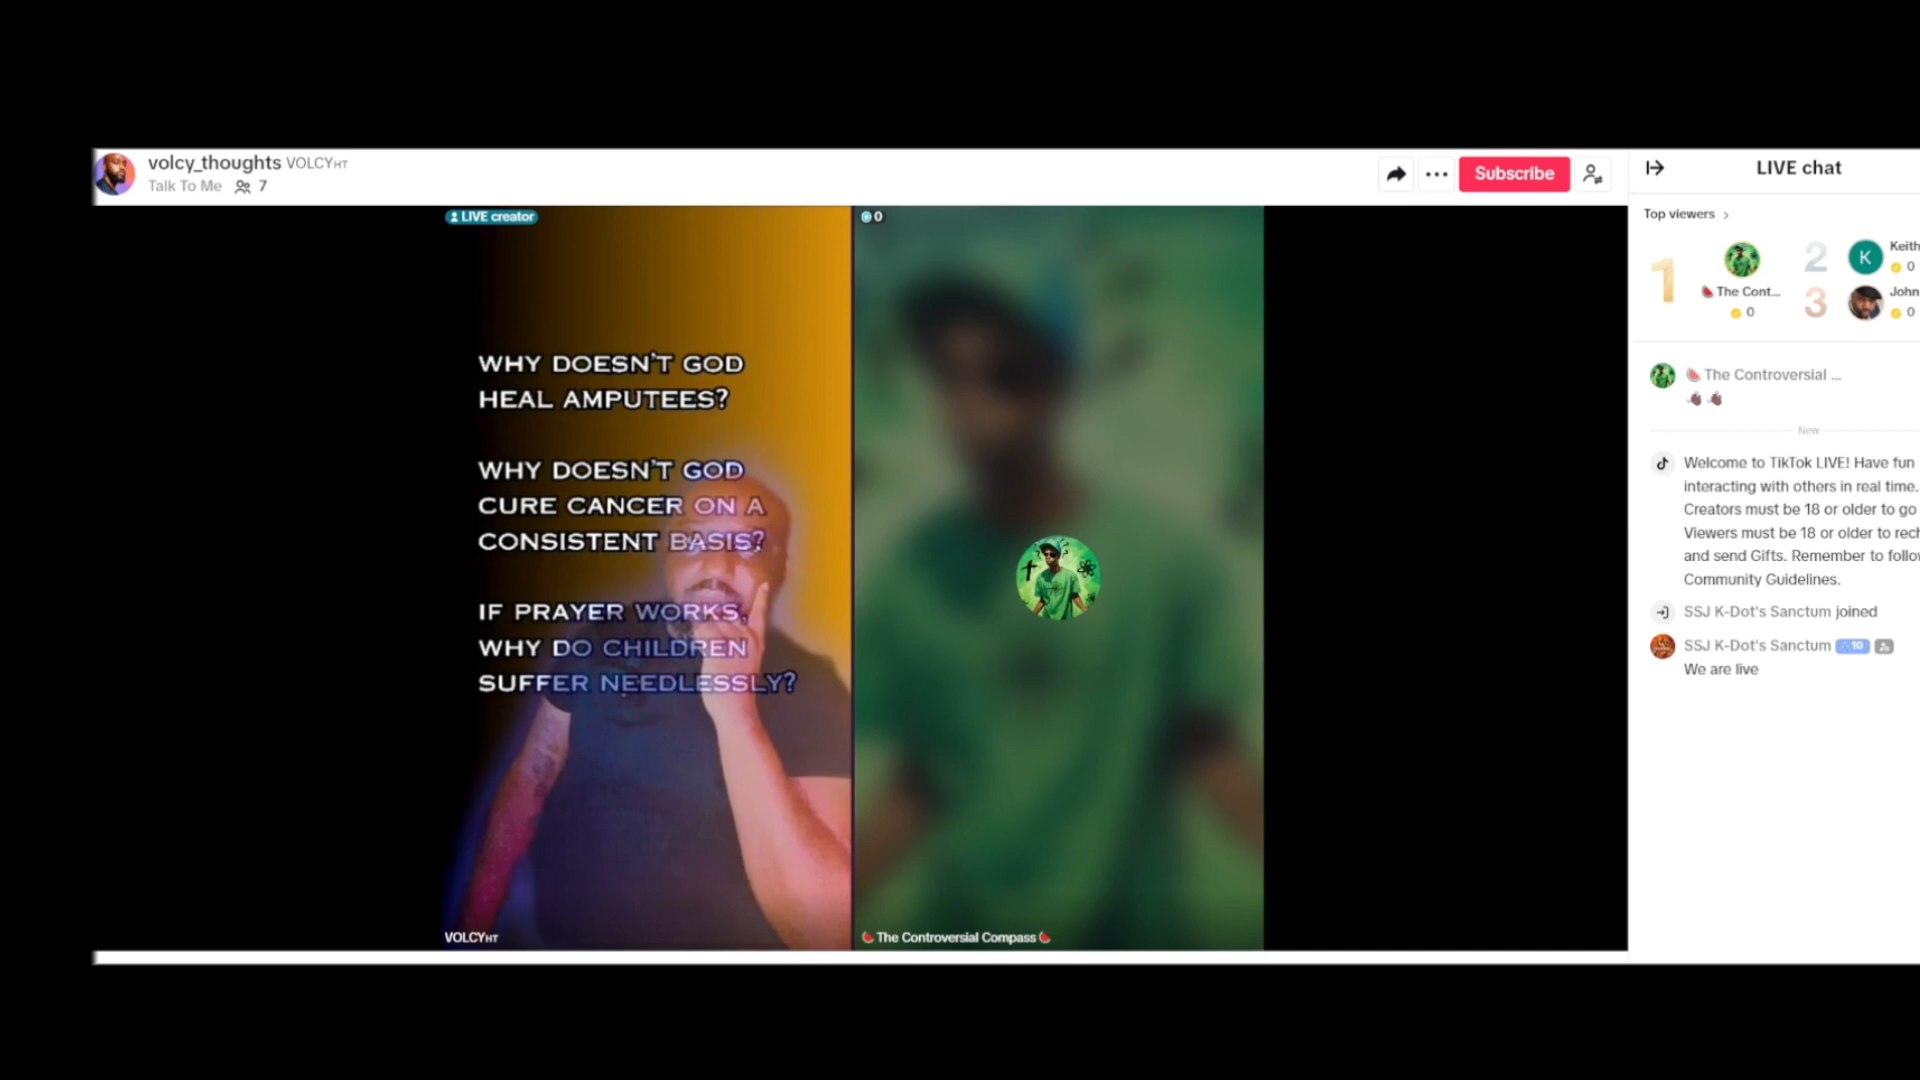 volcy_thoughts VOLCYHT
Talk To Me 7
Subscribe
LIVE chat
LIVE creator
0
Top viewers
1
The Cont...
0
2
K
Keith
0
3
John
0
WHY DOESN'T GOD
HEAL AMPUTEES?
WHY DOESN'T GOD
CURE CANCER ON A
CONSISTENT BASIS?
IF PRAYER WORKS,
WHY DO CHILDREN
SUFFER NEEDLESSLY?
VOLCYHT
The Controversial Compass
The Controversial ...
New
Welcome to TikTok LIVE! Have fun
interacting with others in real time.
Creators must be 18 or older to go
Viewers must be 18 or older to rech
and send Gifts. Remember to follo
Community Guidelines.
SSJ K-Dot's Sanctum joined
SSJ K-Dot's Sanctum 10
We are live